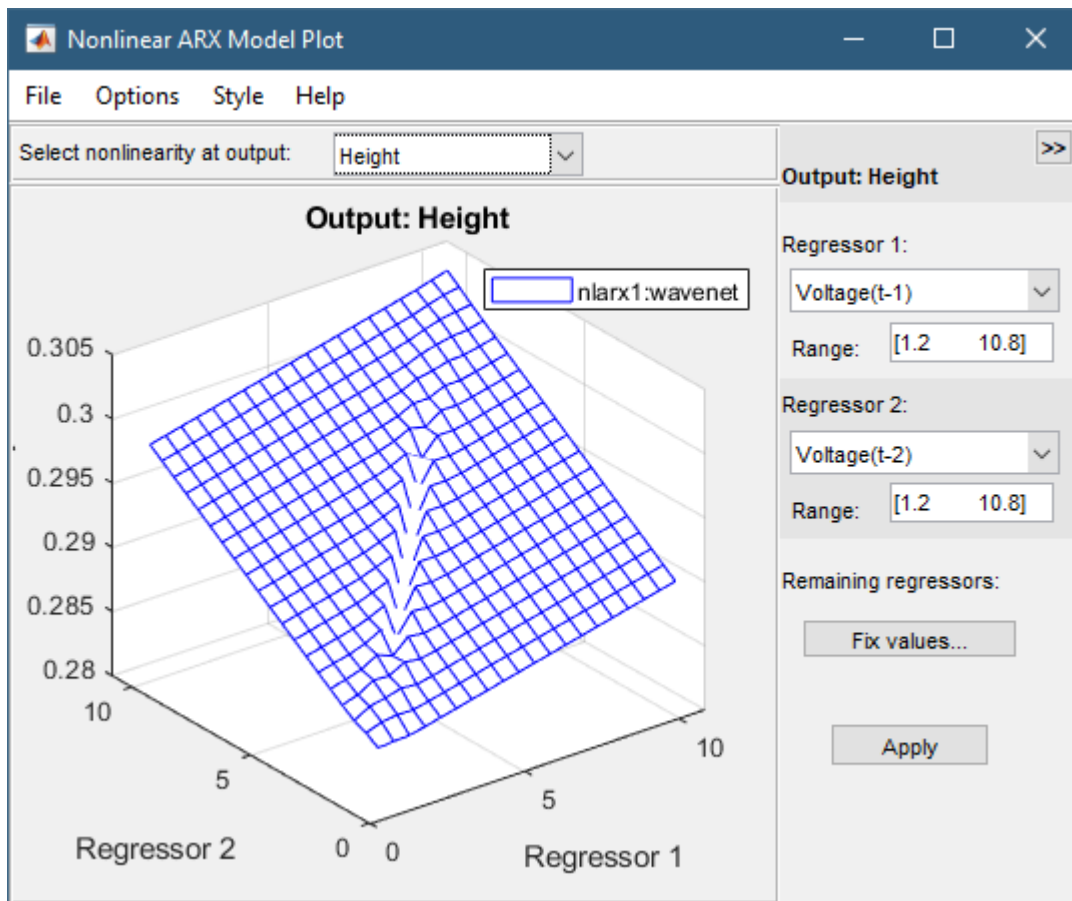 Nonlinear ARX Model Plot
File Options Style Help
Select nonlinearity at output: Height
Output: Height
nlarx1:wavenet
0.305
0.3
0.295
0.29
0.285
0.28
10
5
0
0
5
10
Regressor 2
Regressor 1
>>
Output: Height
Regressor 1:
Voltage(t-1)
Range: [1.2 10.8]
Regressor 2:
Voltage(t-2)
Range: [1.2 10.8]
Remaining regressors:
Fix values...
Apply